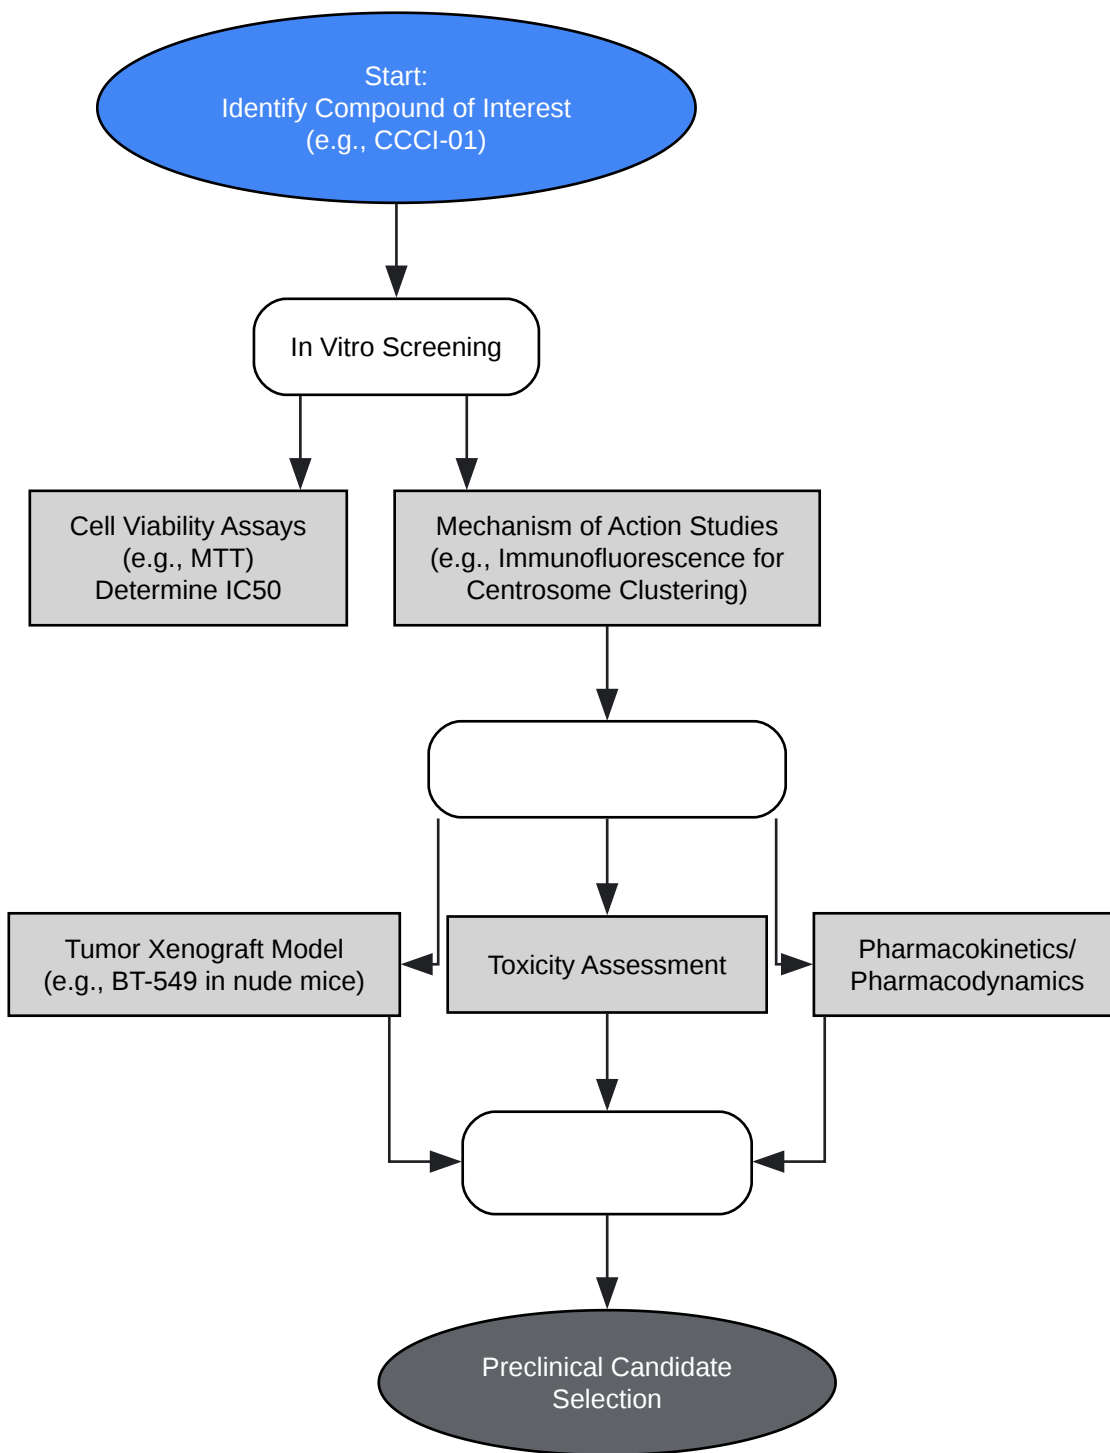 Start:
Identify Compound of Interest
(e.g., CCCI-01)
In Vitro Screening
Cell Viability Assays
(e.g., MTT)
Determine IC50
Mechanism of Action Studies
(e.g., Immunofluorescence for
Centrosome Clustering)
Tumor Xenograft Model
(e.g., BT-549 in nude mice)
Toxicity Assessment
Pharmacokinetics/
Pharmacodynamics
Preclinical Candidate
Selection